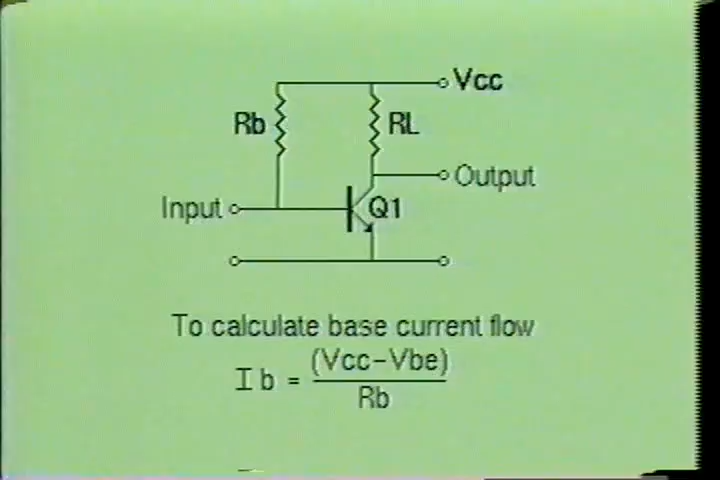 Vcc
Rb RL
Output
Input Q1
To calculate base current flow
Ib = (Vcc-Vbe)
Rb